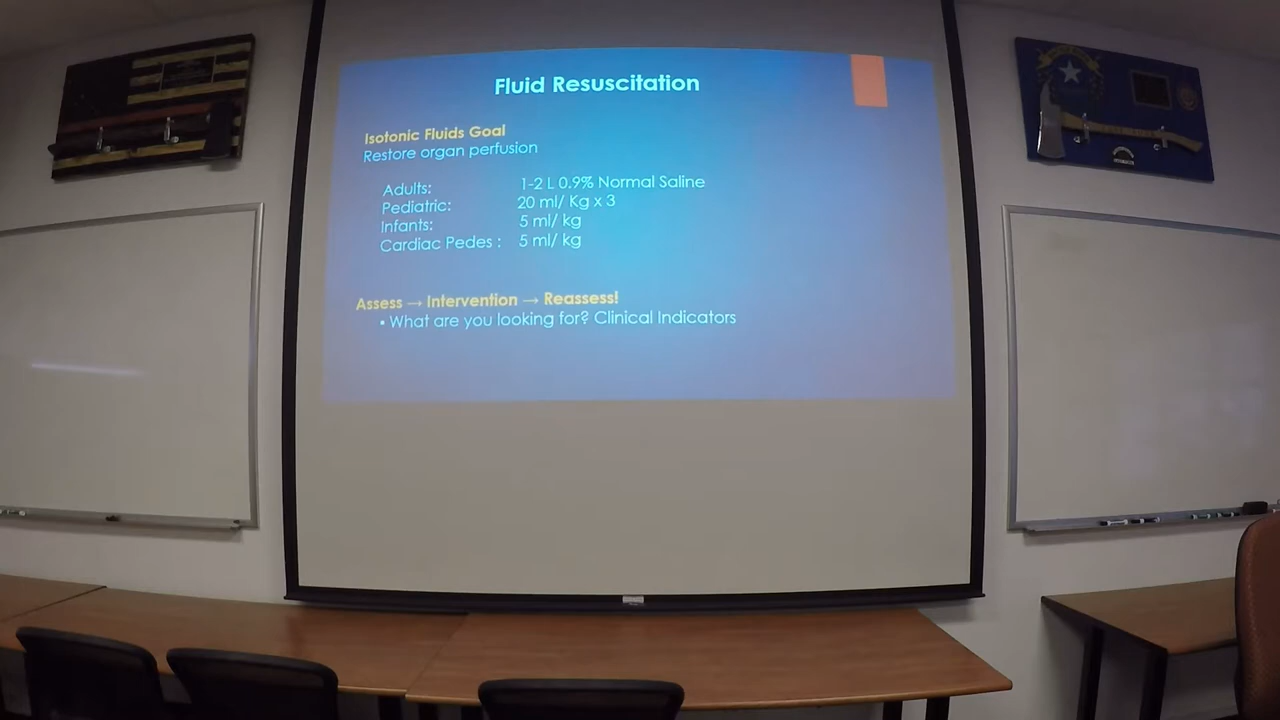 Fluid Resuscitation
Isotonic Fluids Goal
Restore organ perfusion
Adults: 1-2 L 0.9% Normal Saline
Pediatric: 20 ml/ Kg x 3
Infants: 5 ml/ kg
Cardiac Pedes : 5 ml/ kg
Assess → Intervention → Reassess!
▪ What are you looking for? Clinical Indicators